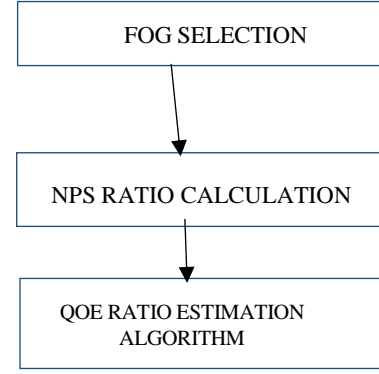 FOG SELECTION
NPS RATIO CALCULATION
QOE RATIO ESTIMATION
ALGORITHM